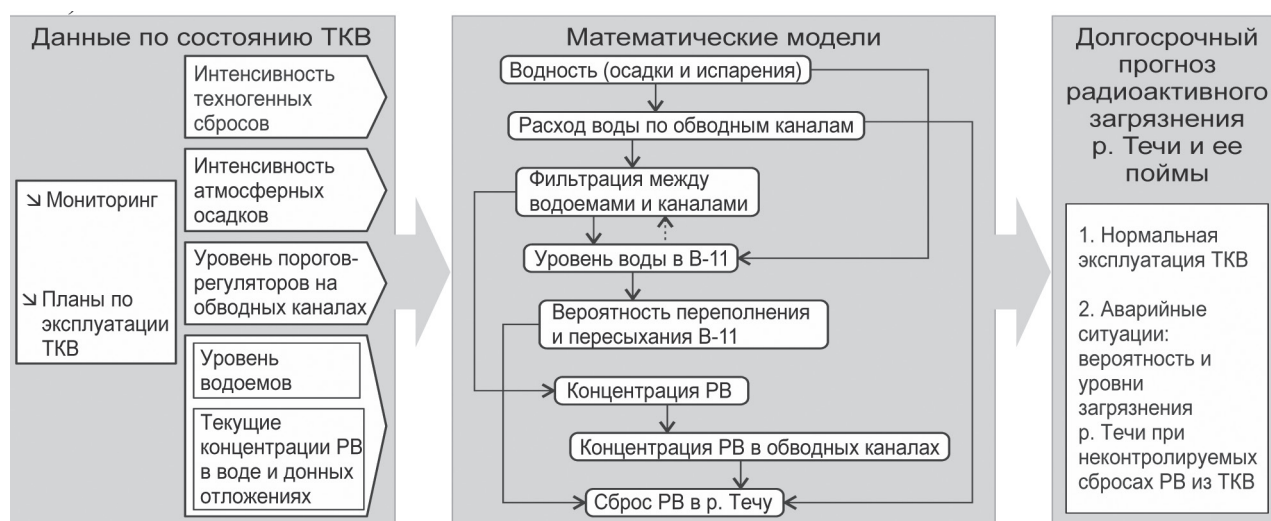 Данные по состоянию ТКВ
↘ Мониторинг
↘ Планы по
эксплуатации
ТКВ
Интенсивность
техногенных
сбросов
Интенсивность
атмосферных
осадков
Уровень порогов-
регуляторов на
обводных каналах
Уровень
водоемов
Текущие
концентрации РВ
в воде и донных
отложениях
Математические модели
Водность (осадки и испарения)
Расход воды по обводным каналам
Фильтрация между
водоемами и каналами
Уровень воды в В-11
Вероятность переполнения
и пересыхания В-11
Концентрация РВ
Концентрация РВ в обводных каналах
Сброс РВ в р. Течу
Долгосрочный
прогноз
радиоактивного
загрязнения
р. Течи и ее
поймы
1. Нормальная
эксплуатация ТКВ
2. Аварийные
ситуации:
вероятность и
уровни
загрязнения
р. Течи при
неконтролируемых
сбросах РВ из ТКВ